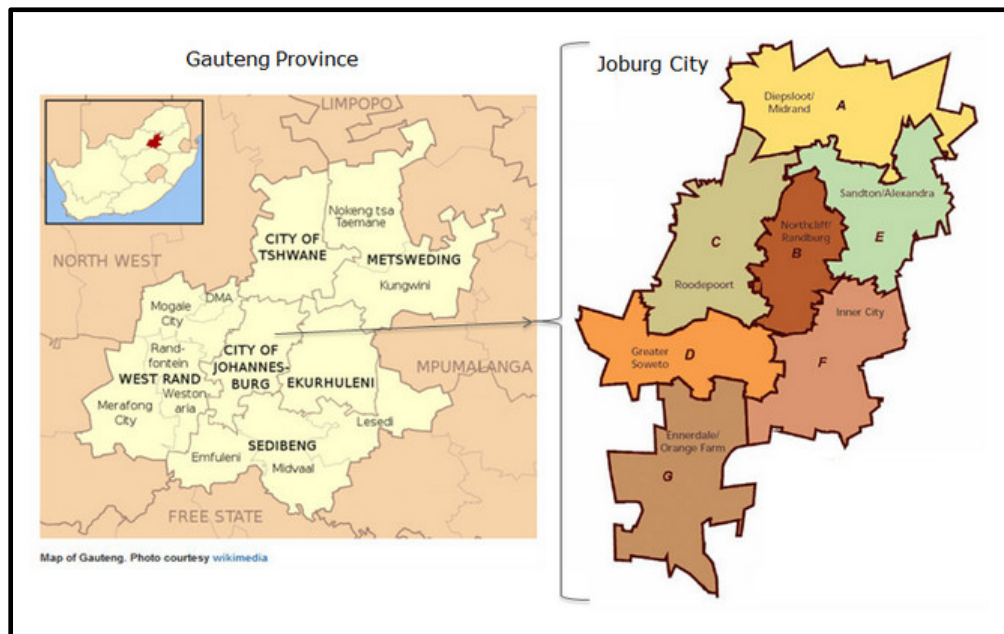 Gauteng Province
Joburg City
LIMPOPO
NORTH WEST
Nokeng tsa
Taemane
CITY OF
TSHWANE
METSWEDING
Kungwini
DMA
Mogale
City
Rand-
fontein
CITY OF
JOHANNES-
BURG
MPUMALANGA
WEST RAND
EKURHULENI
Weston-
aria
Merafong
City
Lesedi
SEDIBENG
Emfuleni
Midvaal
FREE STATE
Map of Gauteng. Photo courtesy wikimedia
Diepsloot/
Midrand
A
Sandton/Alexandra
E
Northcliff/
Randburg
B
C
Roodepoort
Inner City
F
Greater
Soweto
D
Ennerdale/
Orange Farm
G